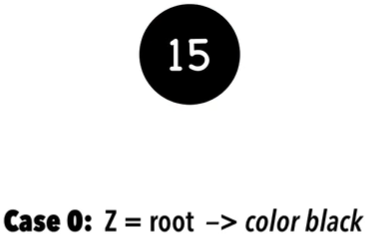 15
Case 0: Z = root –> color black